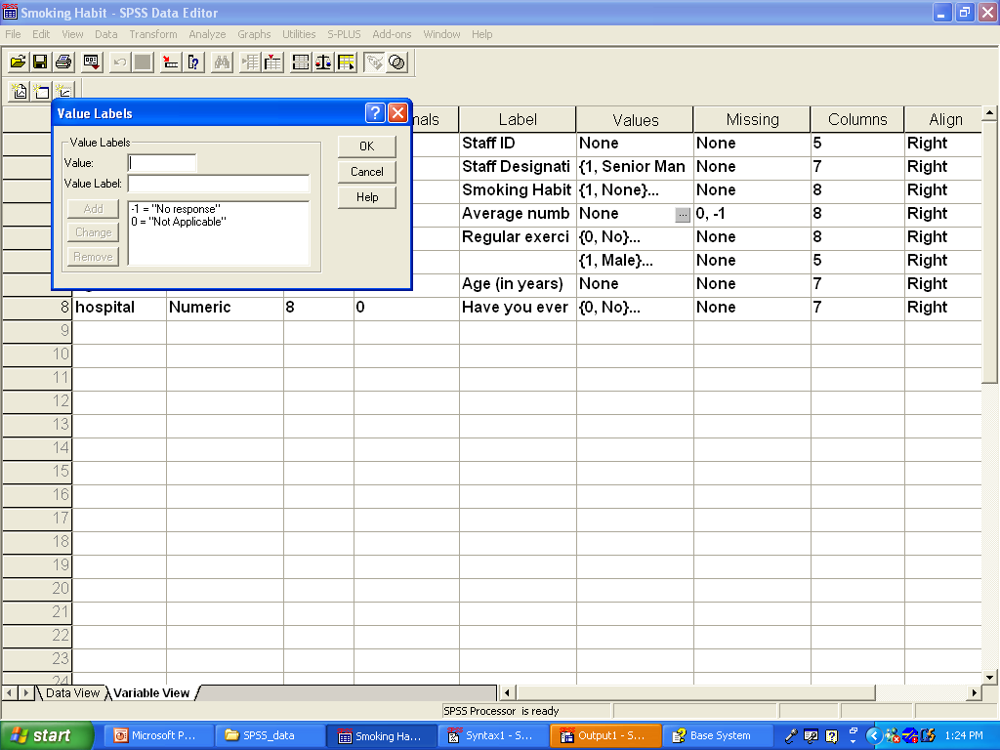 Smoking Habit - SPSS Data Editor
File Edit View Data Transform Analyze Graphs Utilities S-PLUS Add-ons Window Help
Value Labels
Value Labels
Value:
Value Label:
Add
Change
Remove
-1 = "No response"
0 = "Not Applicable"
OK
Cancel
Help
Label Values Missing Columns Align
Staff ID None None 5 Right
Staff Designati {1, Senior Man None 7 Right
Smoking Habit {1, None}... None 8 Right
Average numb None ... 0, -1 8 Right
Regular exerci {0, No}... None 8 Right
{1, Male}... None 5 Right
Age (in years) None None 7 Right
8 hospital Numeric 8 0 Have you ever {0, No}... None 7 Right
9
10
11
12
13
14
15
16
17
18
19
20
21
22
23
24
Data View Variable View
SPSS Processor is ready
start Microsoft P... SPSS_data Smoking Ha... Syntax1 - S... Output1 - S... Base System 1:24 PM